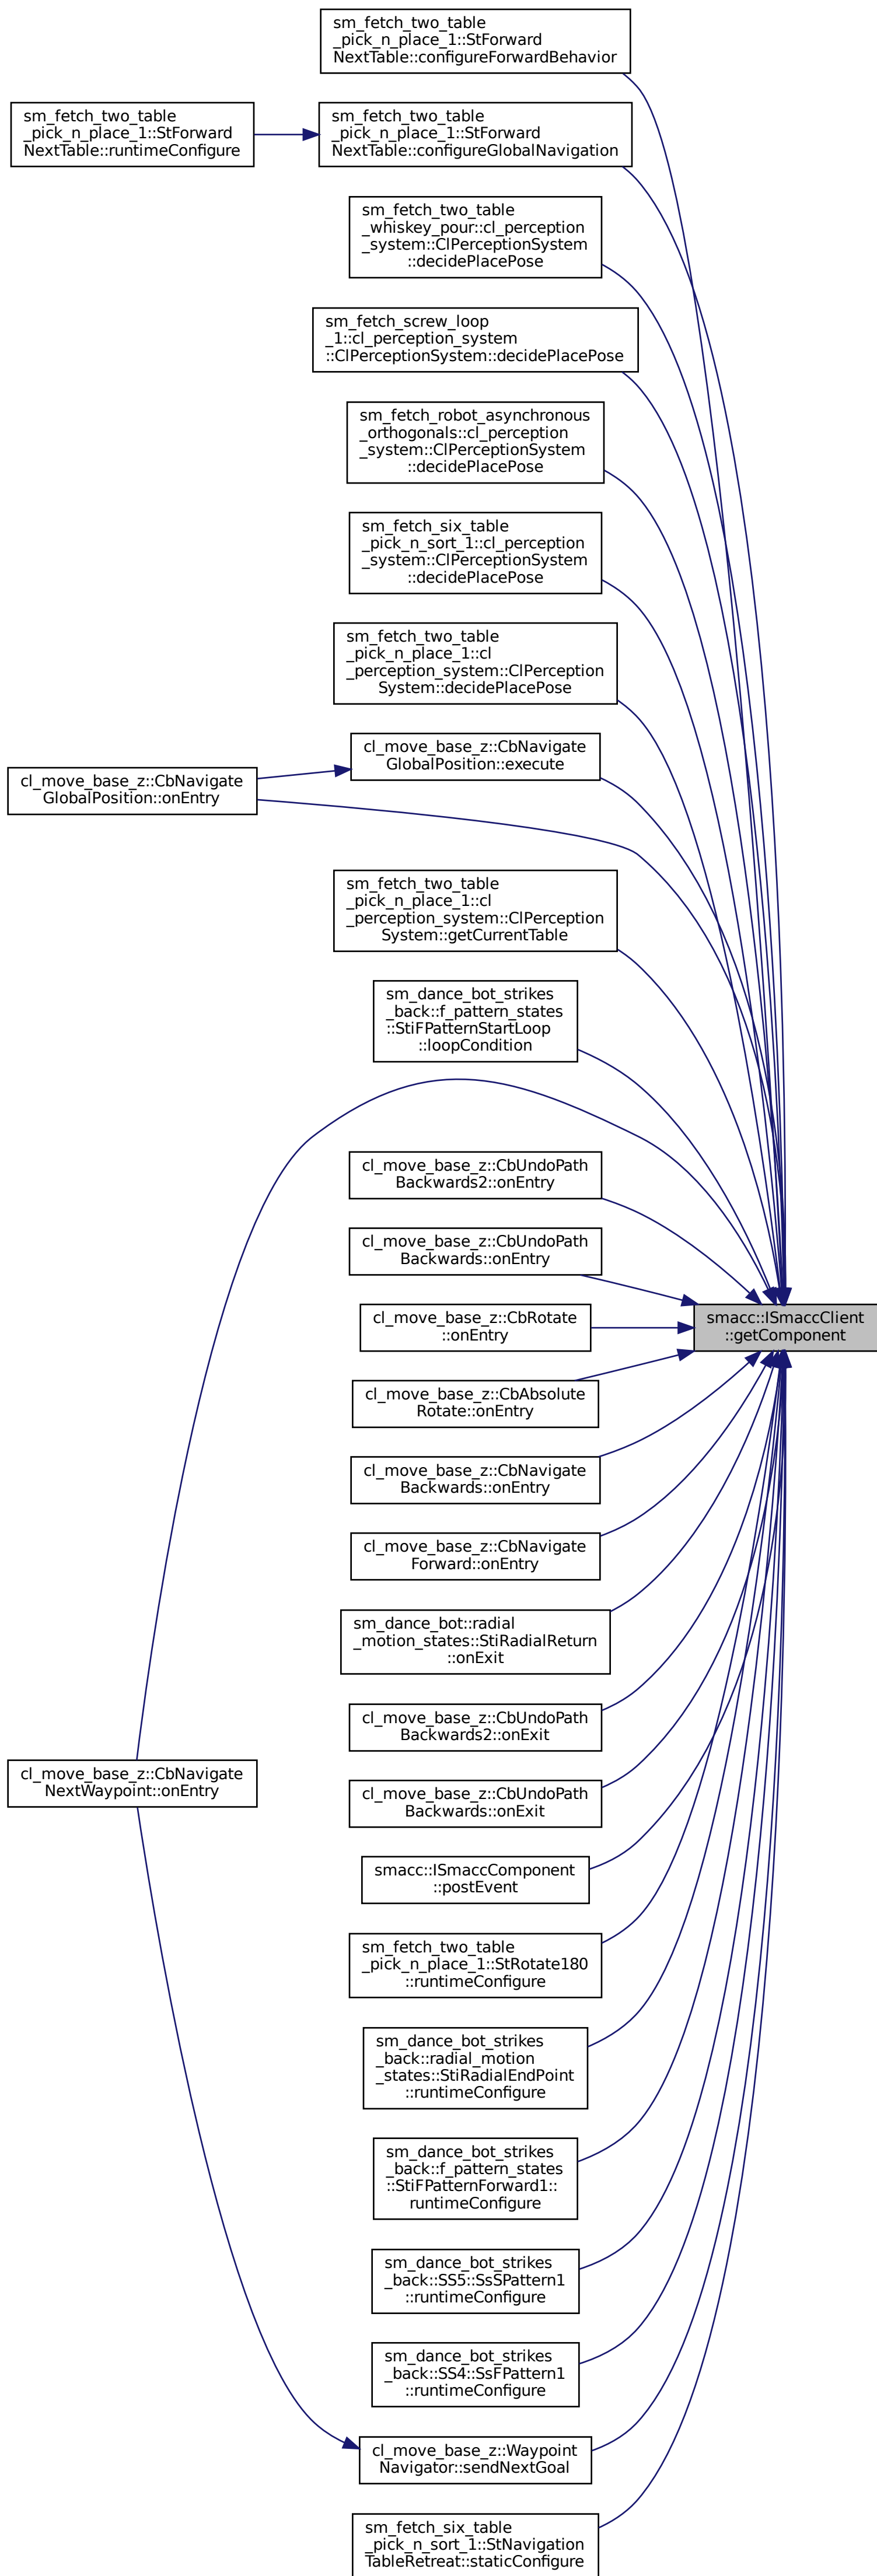 sm_fetch_two_table
_pick_n_place_1::StForward
NextTable::configureForwardBehavior
sm_fetch_two_table
_pick_n_place_1::StForward
NextTable::runtimeConfigure
sm_fetch_two_table
_pick_n_place_1::StForward
NextTable::configureGlobalNavigation
sm_fetch_two_table
_whiskey_pour::cl_perception
_system::ClPerceptionSystem
::decidePlacePose
sm_fetch_screw_loop
_1::cl_perception_system
::ClPerceptionSystem::decidePlacePose
sm_fetch_robot_asynchronous
_orthogonals::cl_perception
_system::ClPerceptionSystem
::decidePlacePose
sm_fetch_six_table
_pick_n_sort_1::cl_perception
_system::ClPerceptionSystem
::decidePlacePose
sm_fetch_two_table
_pick_n_place_1::cl
_perception_system::ClPerception
System::decidePlacePose
cl_move_base_z::CbNavigate
GlobalPosition::execute
cl_move_base_z::CbNavigate
GlobalPosition::onEntry
sm_fetch_two_table
_pick_n_place_1::cl
_perception_system::ClPerception
System::getCurrentTable
sm_dance_bot_strikes
_back::f_pattern_states
::StiFPatternStartLoop
::loopCondition
cl_move_base_z::CbUndoPath
Backwards2::onEntry
cl_move_base_z::CbUndoPath
Backwards::onEntry
cl_move_base_z::CbRotate
::onEntry
smacc::ISmaccClient
::getComponent
cl_move_base_z::CbAbsolute
Rotate::onEntry
cl_move_base_z::CbNavigate
Backwards::onEntry
cl_move_base_z::CbNavigate
Forward::onEntry
sm_dance_bot::radial
_motion_states::StiRadialReturn
::onExit
cl_move_base_z::CbUndoPath
Backwards2::onExit
cl_move_base_z::CbNavigate
NextWaypoint::onEntry
cl_move_base_z::CbUndoPath
Backwards::onExit
smacc::ISmaccComponent
::postEvent
sm_fetch_two_table
_pick_n_place_1::StRotate180
::runtimeConfigure
sm_dance_bot_strikes
_back::radial_motion
_states::StiRadialEndPoint
::runtimeConfigure
sm_dance_bot_strikes
_back::f_pattern_states
::StiFPatternForward1::
runtimeConfigure
sm_dance_bot_strikes
_back::SS5::SsSPattern1
::runtimeConfigure
sm_dance_bot_strikes
_back::SS4::SsFPattern1
::runtimeConfigure
cl_move_base_z::Waypoint
Navigator::sendNextGoal
sm_fetch_six_table
_pick_n_sort_1::StNavigation
TableRetreat::staticConfigure